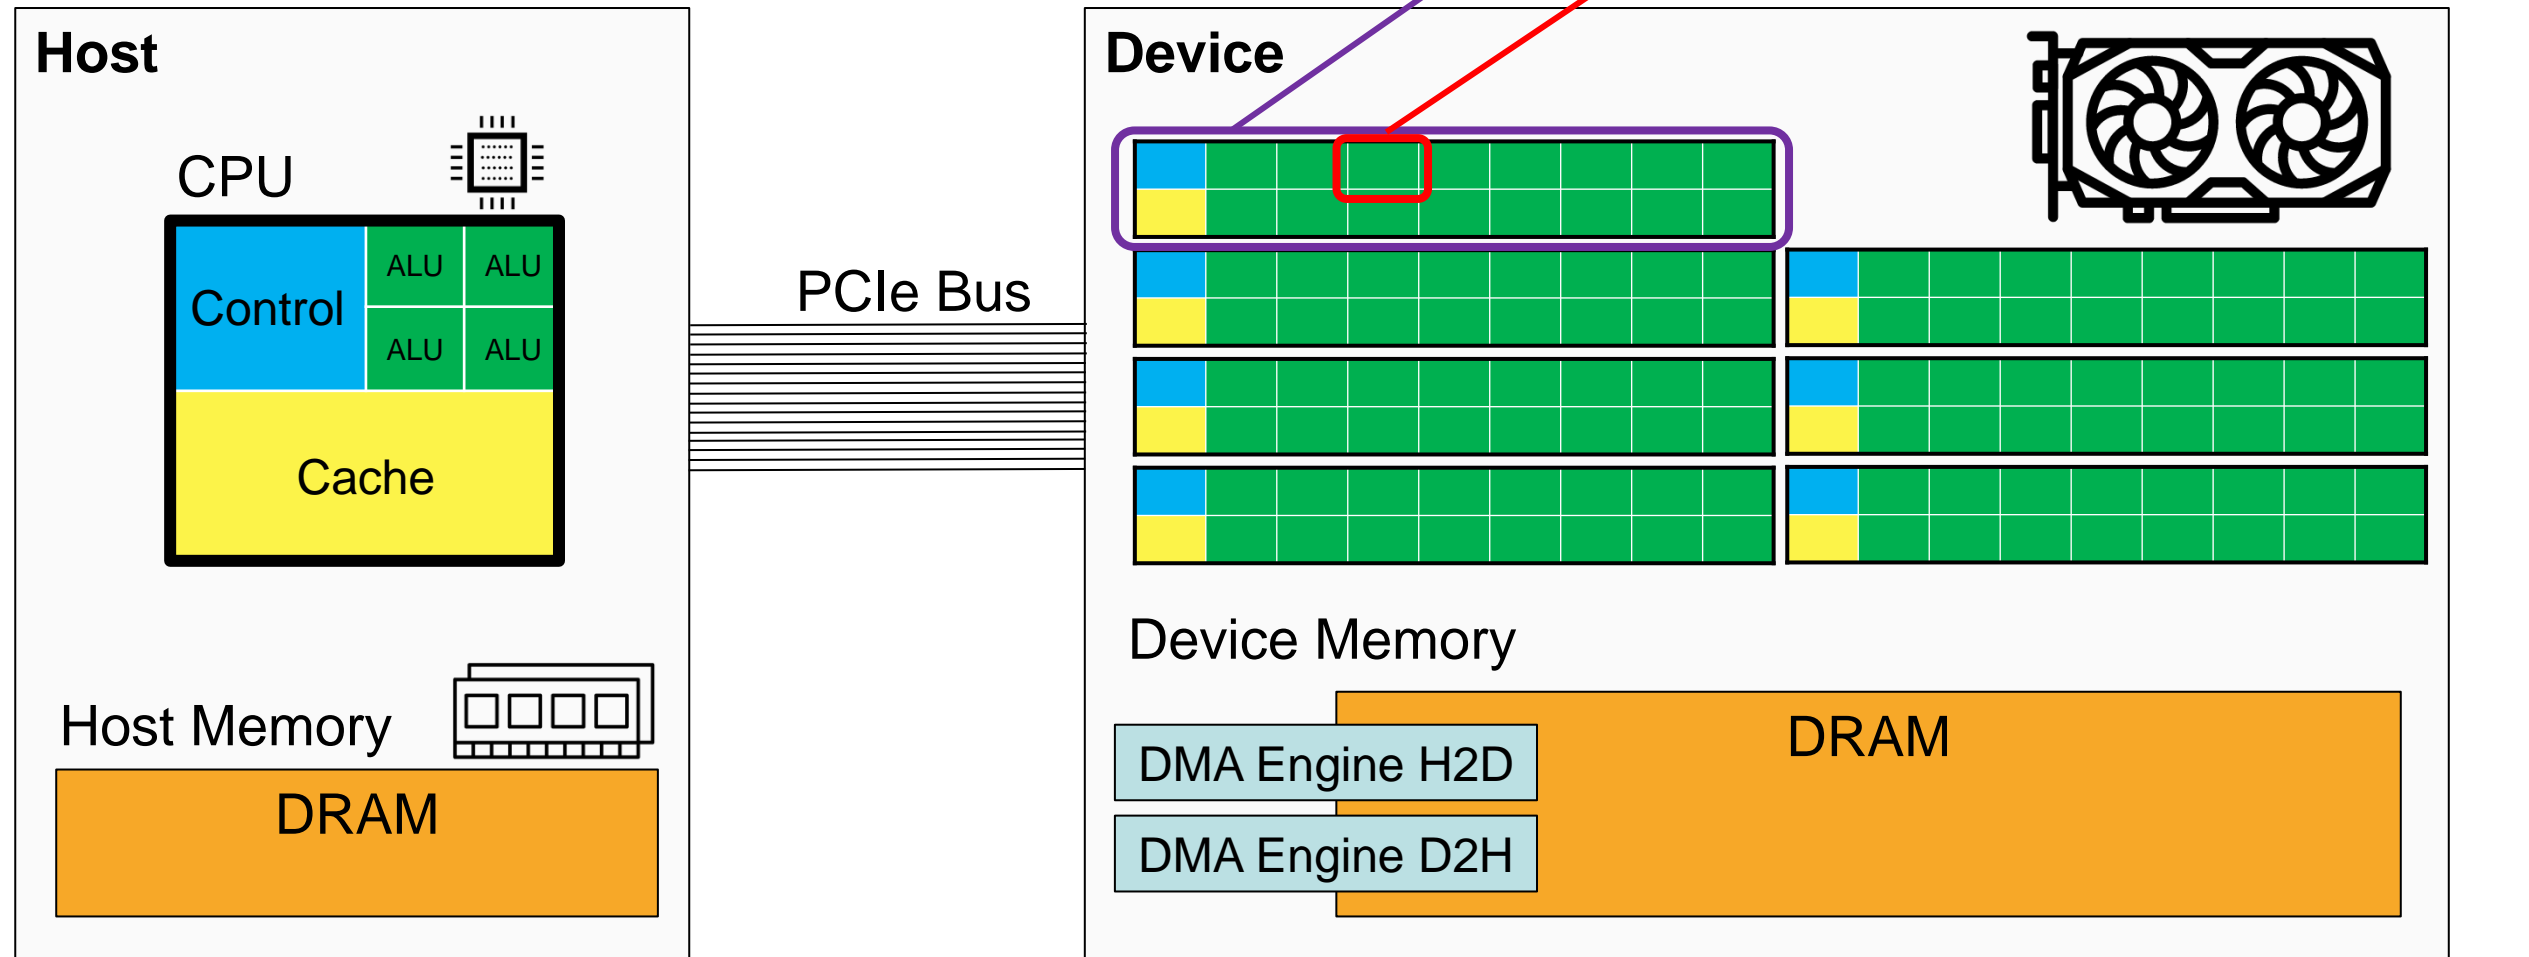 Host
CPU
Control
ALU ALU
ALU ALU
Cache
Host Memory
DRAM
PCIe Bus
Device
Device Memory
DRAM
DMA Engine H2D
DMA Engine D2H